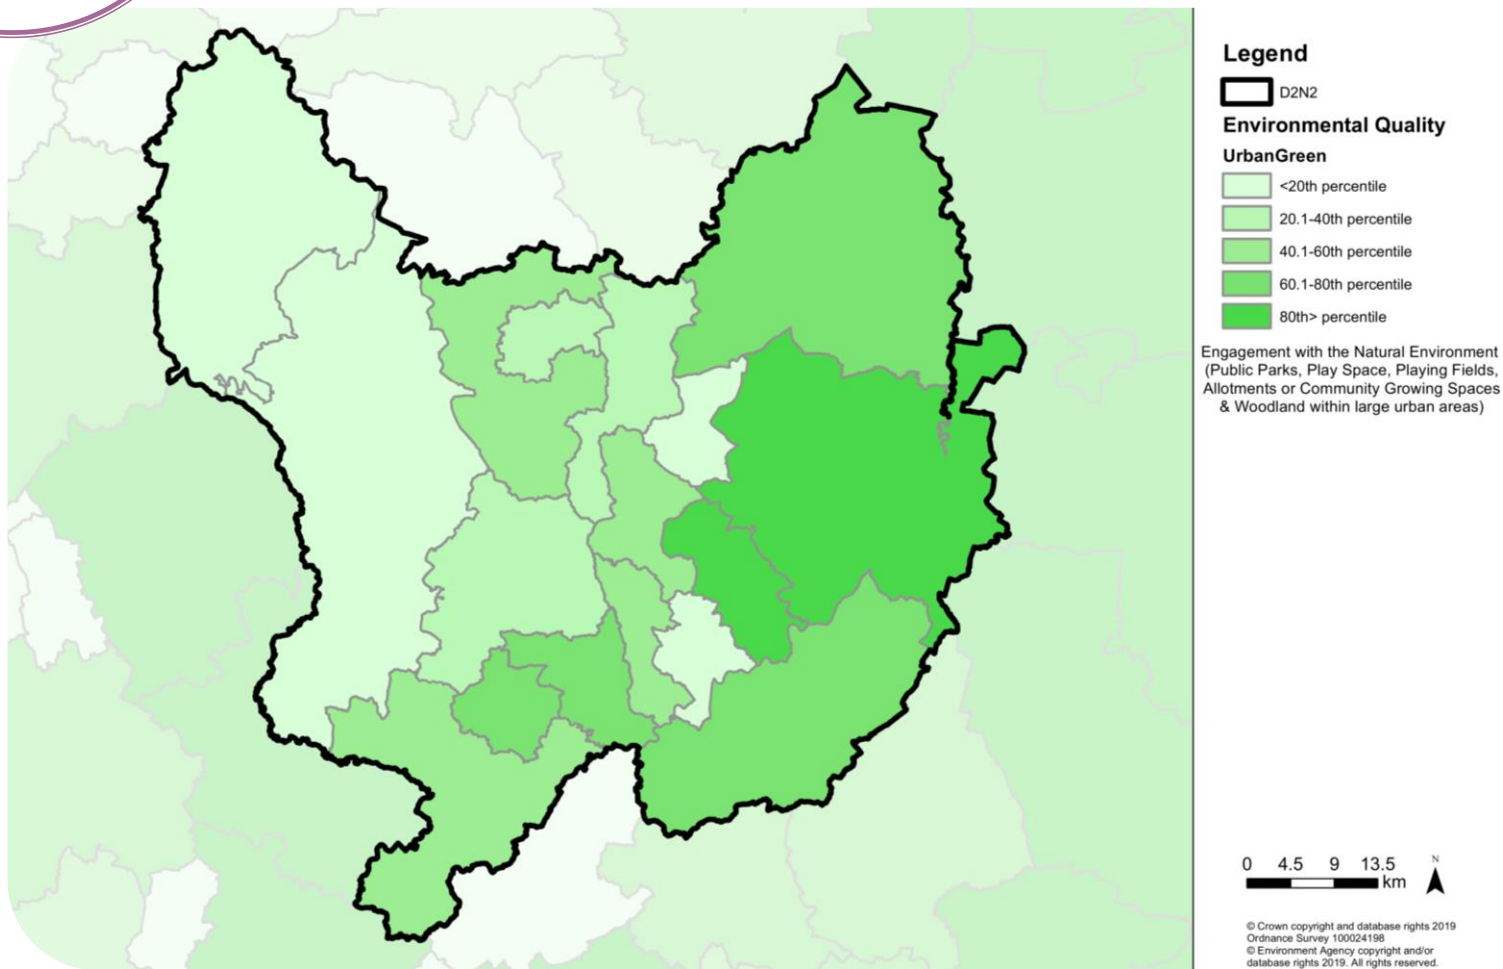 Legend
D2N2
Environmental Quality
UrbanGreen
<20th percentile
20.1-40th percentile
40.1-60th percentile
60.1-80th percentile
80th> percentile
Engagement with the Natural Environment
(Public Parks, Play Space, Playing Fields,
Allotments or Community Growing Spaces
& Woodland within large urban areas)
0 4.5 9 13.5
km
N
© Crown copyright and database rights 2019
Ordnance Survey 100024198
© Environment Agency copyright and/or
database rights 2019. All rights reserved.